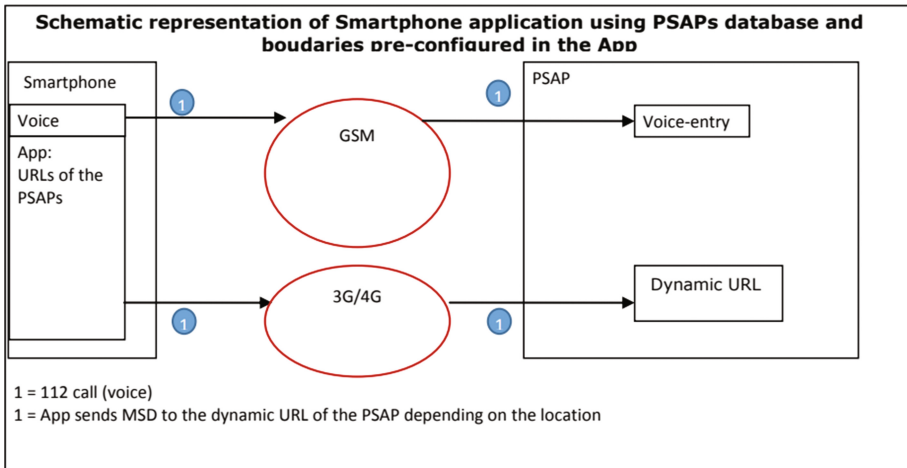 Schematic representation of Smartphone application using PSAPs database and
boudaries pre-configured in the App
Smartphone
Voice
App:
URLs of the
PSAPs
1
GSM
1
PSAP
Voice-entry
1
3G/4G
1
Dynamic URL
1 = 112 call (voice)
1 = App sends MSD to the dynamic URL of the PSAP depending on the location